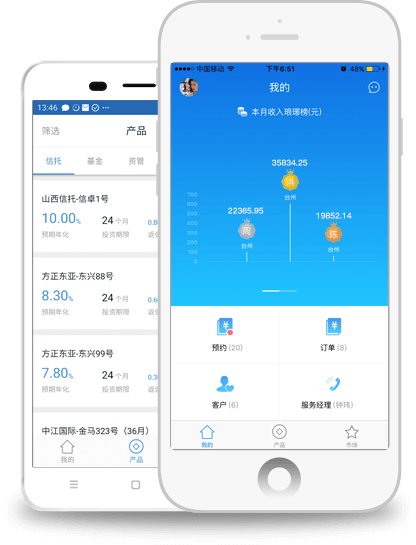 13:46
筛选
产品
信托
基金
资管
山西信托-信卓1号
10.00%
24个月
0.8
预期年化
投资期限
方正东亚-东兴88号
8.30%
24个月
0.6
预期年化
投资期限
方正东亚-东兴99号
7.80%
24个月
0.3
预期年化
投资期限
中江国际-金马323号（36月）
我的
产品
中国移动
下午6:51
48%
我的
本月收入琅琊榜(元)
35834.25
洪
台州
22365.95
周
台州
19652.14
陈
台州
700
600
500
400
300
200
100
0
预约(20)
订单(8)
客户(6)
服务经理(钟玮)
我的
产品
市场